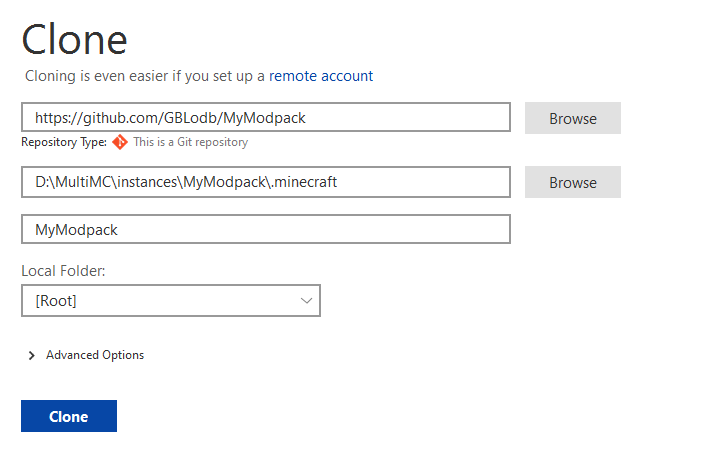 Clone
Cloning is even easier if you set up a remote account
https://github.com/GBLodb/MyModpack
Browse
Repository Type: This is a Git repository
D:\MultiMC\instances\MyModpack\.minecraft
Browse
MyModpack
Local Folder:
[Root]
Advanced Options
Clone